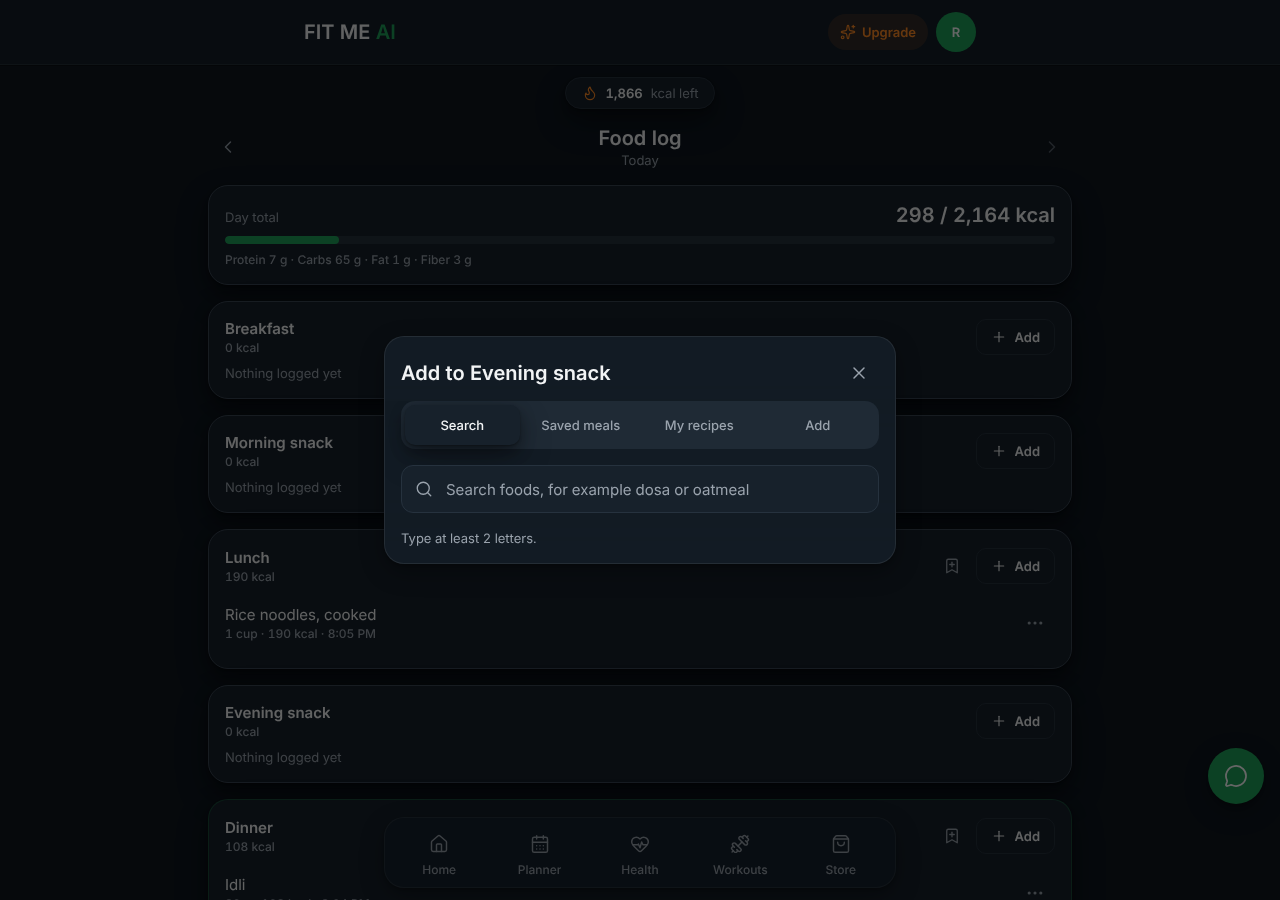 FIT ME AI
Upgrade
R
1,866 kcal left
Food log
Today
Day total
298 / 2,164 kcal
Protein 7 g · Carbs 65 g · Fat 1 g · Fiber 3 g
Breakfast
0 kcal
Nothing logged yet
Add
Morning snack
0 kcal
Nothing logged yet
Add
Add to Evening snack
Search
Saved meals
My recipes
Add
Search foods, for example dosa or oatmeal
Type at least 2 letters.
Lunch
190 kcal
Add
Rice noodles, cooked
1 cup · 190 kcal · 8:05 PM
Evening snack
0 kcal
Nothing logged yet
Add
Dinner
108 kcal
Add
Idli
Home
Planner
Health
Workouts
Store